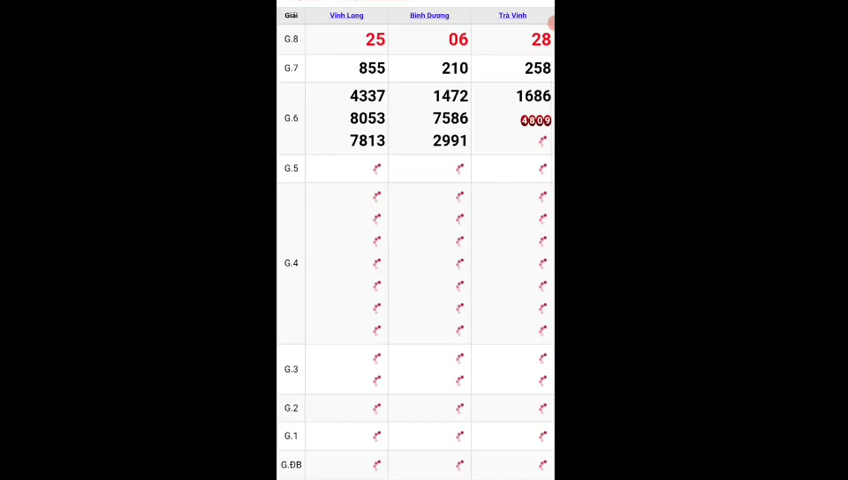 Giải Vĩnh Long Bình Dương Trà Vinh
G.8 25 06 28
G.7 855 210 258
4337 1472 1686
G.6 8053 7586 4809
7813 2991
G.5
G.4
G.3
G.2
G.1
G.ĐB